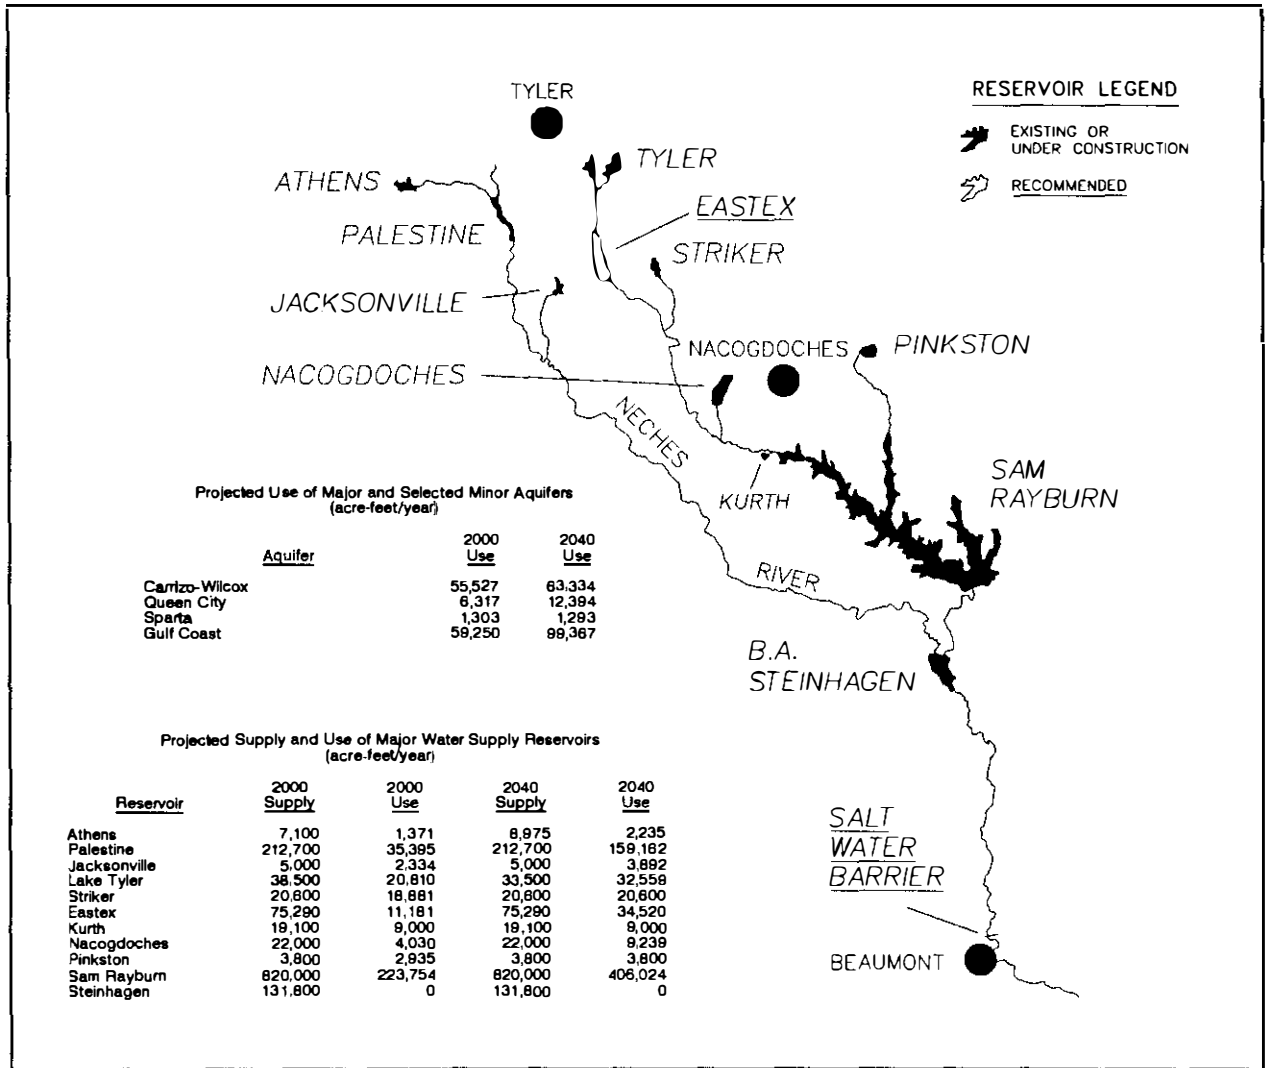 RESERVOIR LEGEND
EXISTING OR
UNDER CONSTRUCTION
RECOMMENDED
TYLER
TYLER
ATHENS
EASTEX
PALESTINE
STRIKER
JACKSONVILLE
NACOGDOCHES
PINKSTON
NACOGDOCHES
NECHES
SAM
RAYBURN
KURTH
RIVER
B.A.
STEINHAGEN
SALT
WATER
BARRIER
BEAUMONT
Projected Use of Major and Selected Minor Aquifers
(acre-feet/year)
2000 2040
Aquifer Use Use
Carrizo-Wilcox 55,527 63,334
Queen City 6,317 12,394
Sparta 1,303 1,293
Gulf Coast 59,250 99,367
Projected Supply and Use of Major Water Supply Reservoirs
(acre-feet/year)
2000 2000 2040 2040
Reservoir Supply Use Supply Use
Athens 7,100 1,371 8,975 2,235
Palestine 212,700 35,395 212,700 159,162
Jacksonville 5,000 2,334 5,000 3,892
Lake Tyler 38,500 20,810 33,500 32,558
Striker 20,600 18,881 20,600 20,600
Eastex 75,290 11,181 75,290 34,520
Kurth 19,100 9,000 19,100 9,000
Nacogdoches 22,000 4,030 22,000 9,239
Pinkston 3,800 2,935 3,800 3,800
Sam Rayburn 820,000 223,754 820,000 406,024
Steinhagen 131,800 0 131,800 0